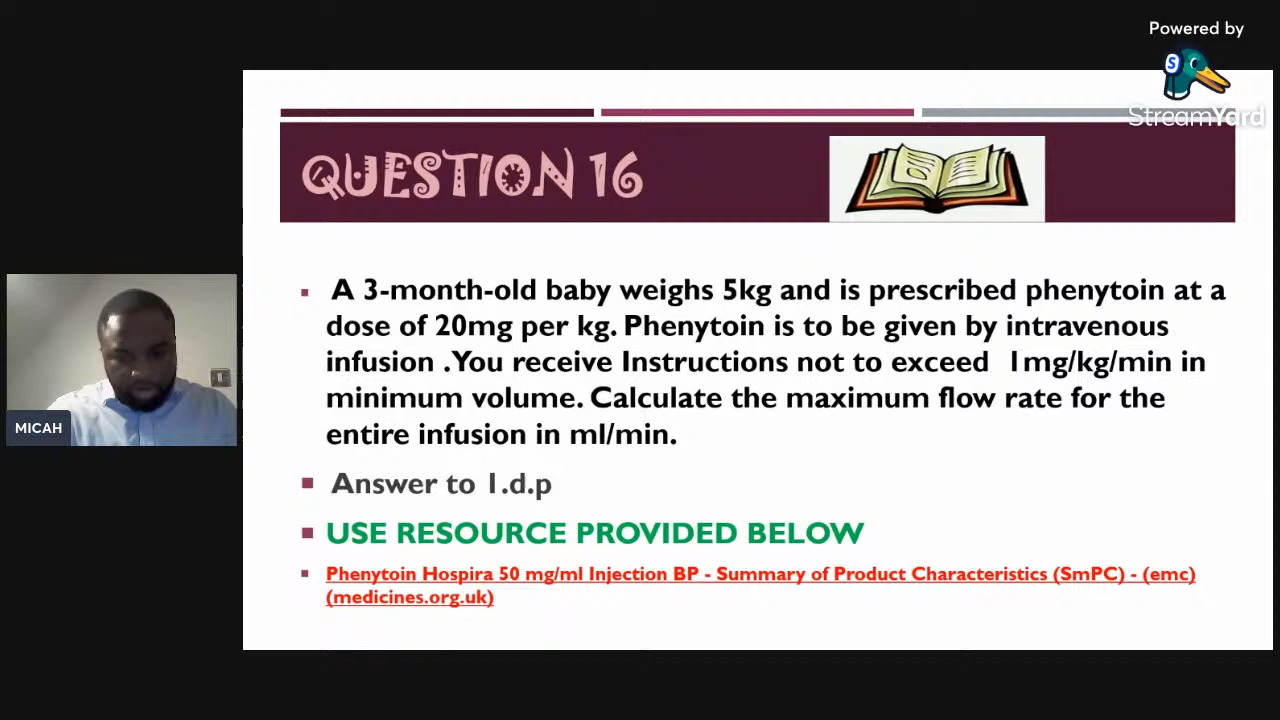 Powered by
StreamYard
QUESTION 16
A 3-month-old baby weighs 5kg and is prescribed phenytoin at a
dose of 20mg per kg. Phenytoin is to be given by intravenous
infusion .You receive Instructions not to exceed 1mg/kg/min in
minimum volume. Calculate the maximum flow rate for the
entire infusion in ml/min.
Answer to 1.d.p
USE RESOURCE PROVIDED BELOW
Phenytoin Hospira 50 mg/ml Injection BP - Summary of Product Characteristics (SmPC) - (emc)
(medicines.org.uk)
MICAH